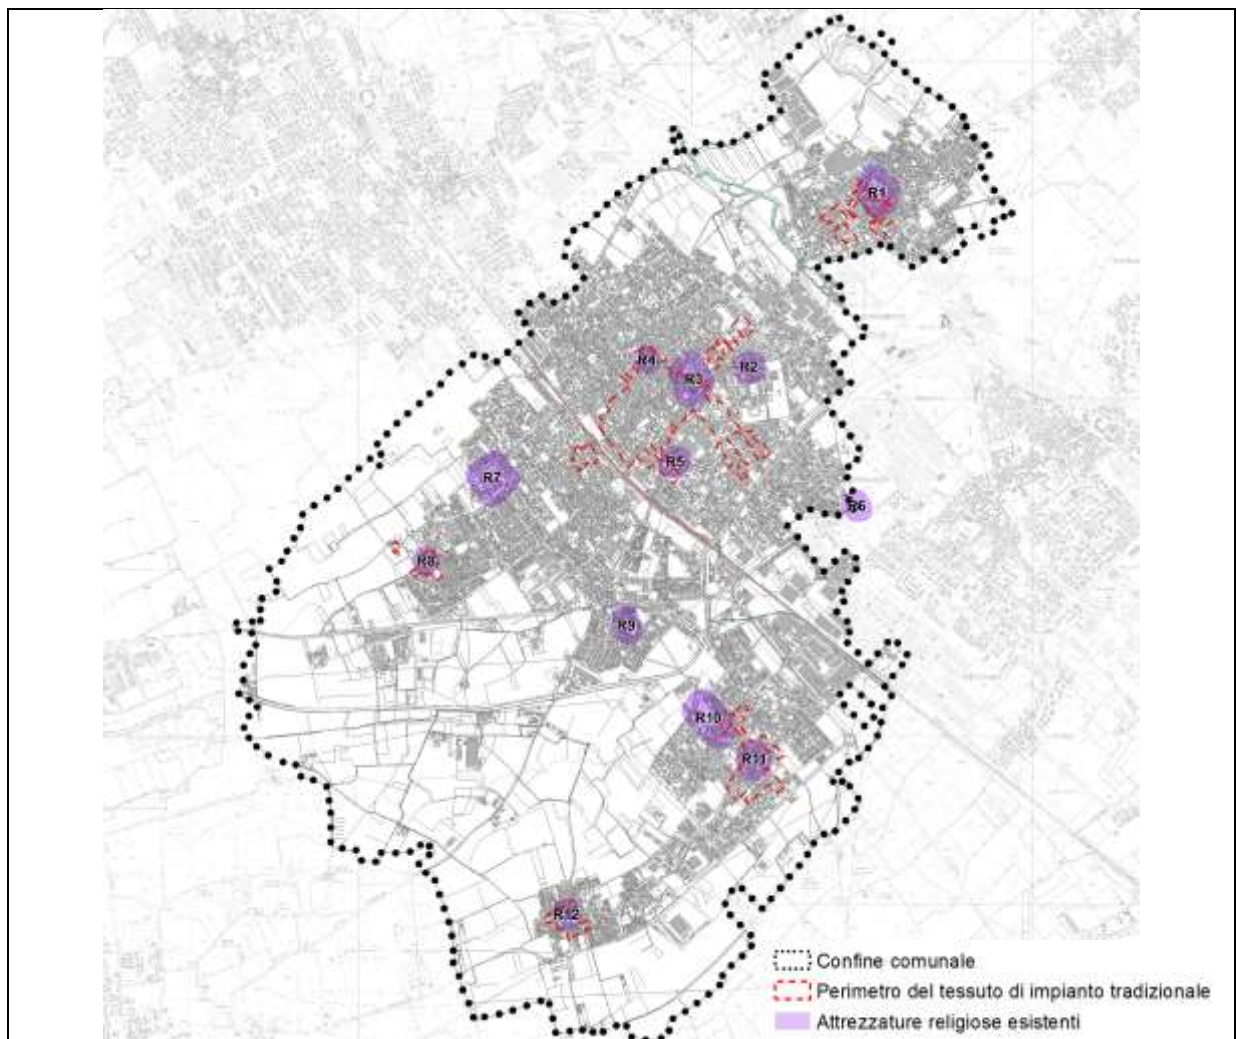 R1
R4
R3
R2
R5
R7
R6
R8
R9
R10
R11
R12
Confine comunale
Perimetro del tessuto di impianto tradizionale
Attrezzature religiose esistenti